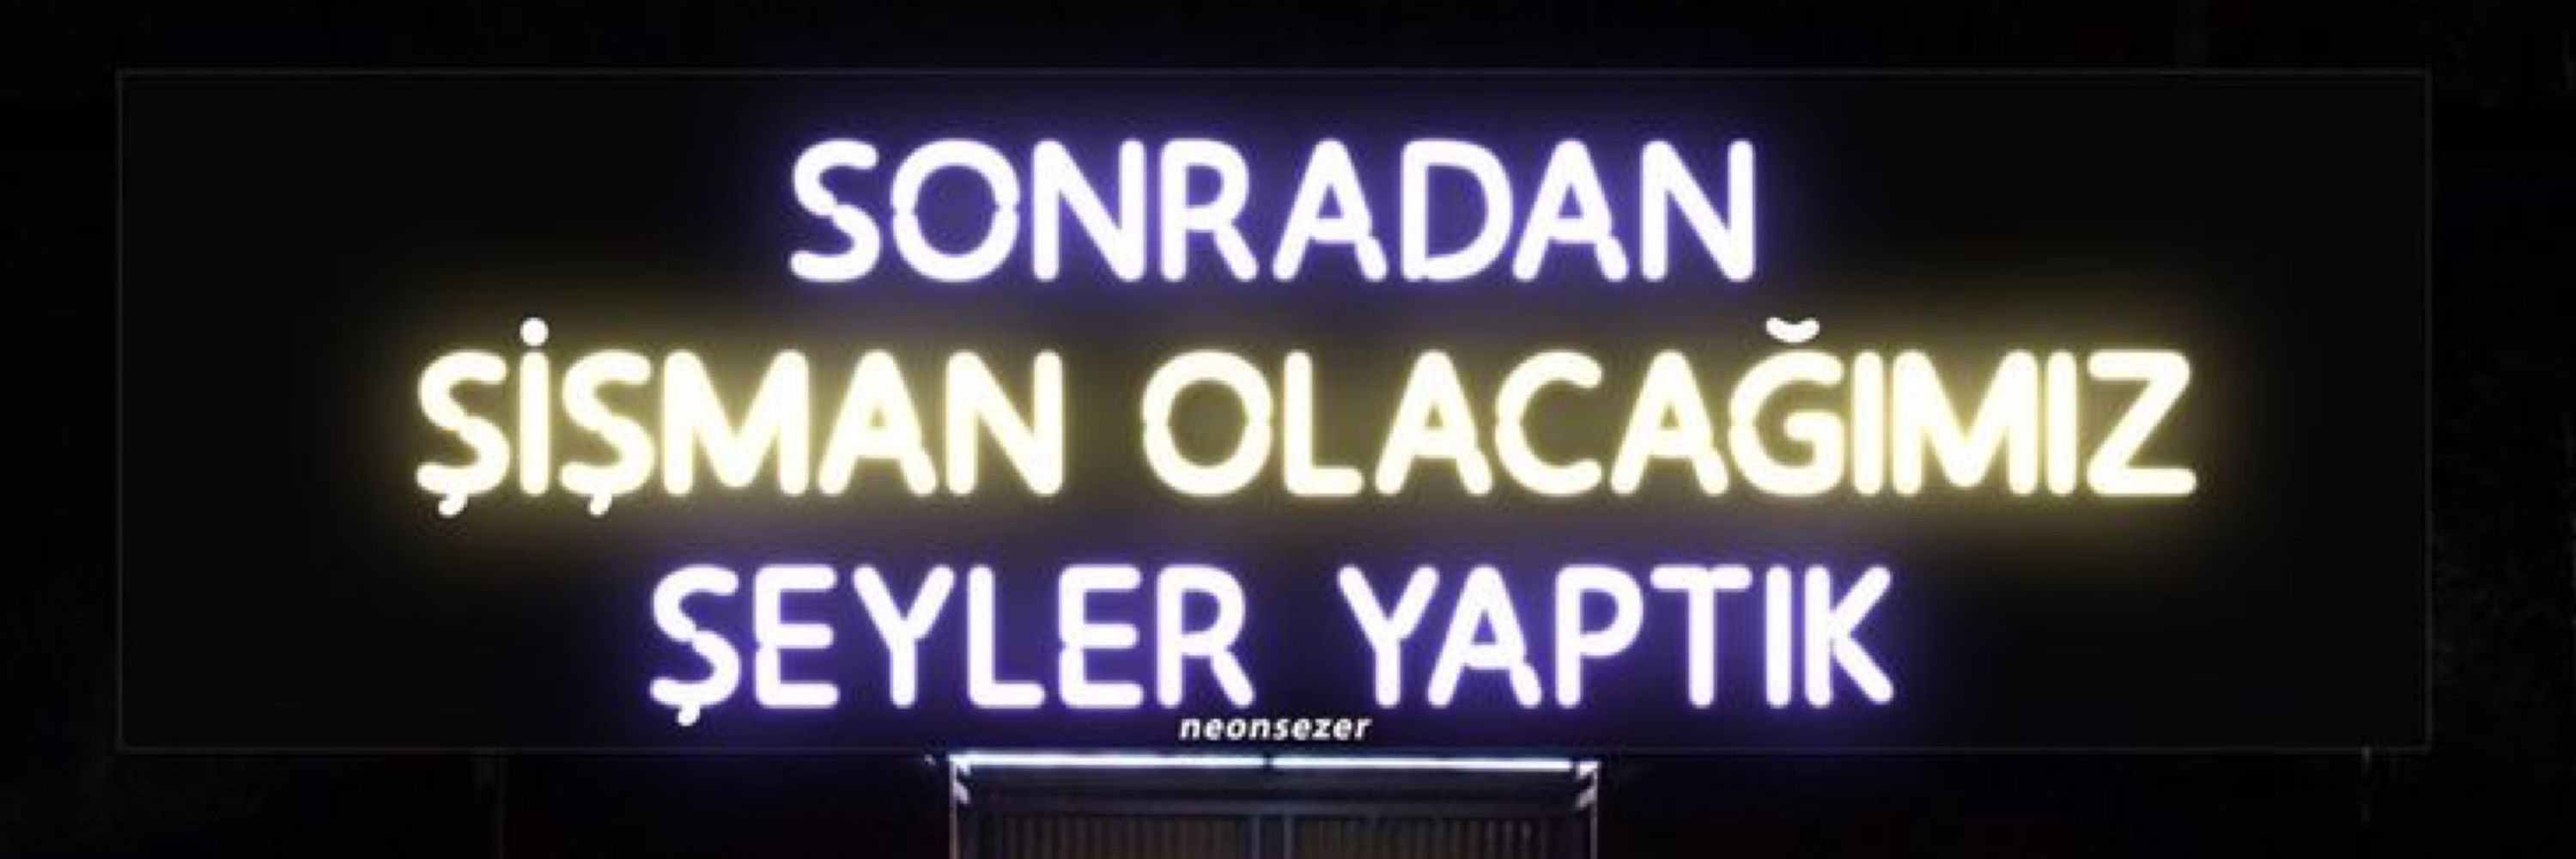 SONRADAN
ŞİŞMAN OLACAĞIMIZ
ŞEYLER YAPTIK
neonsezer